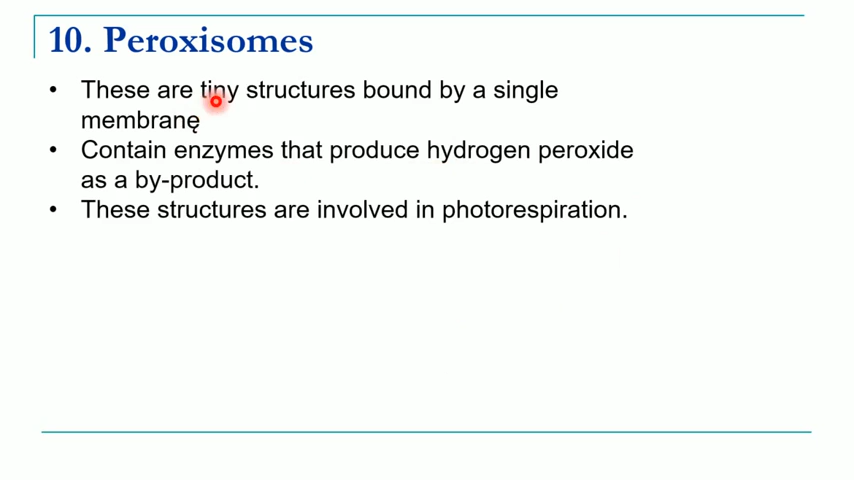 10. Peroxisomes
• These are tiny structures bound by a single
membranę
• Contain enzymes that produce hydrogen peroxide
as a by-product.
• These structures are involved in photorespiration.